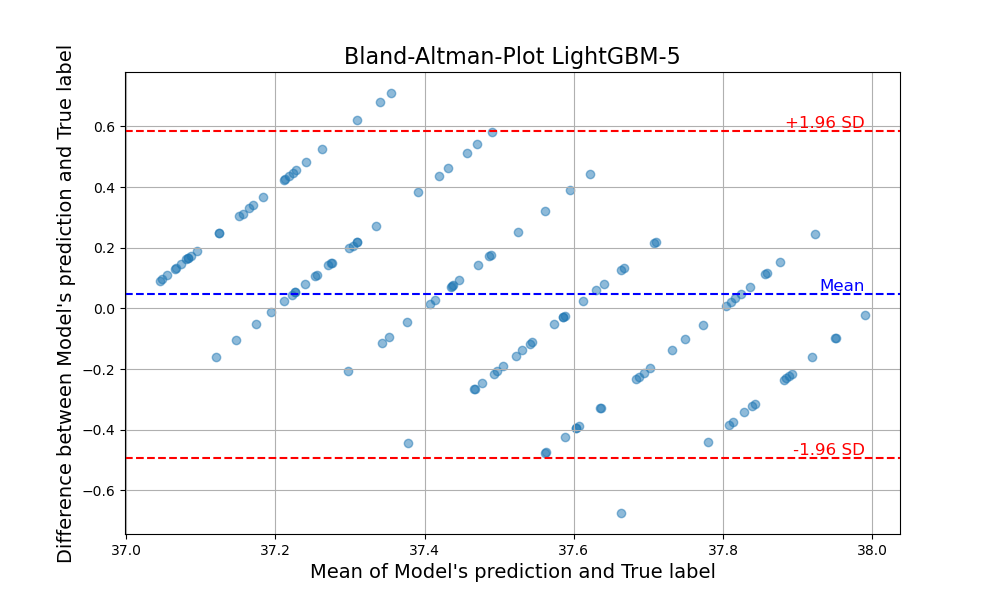 Bland-Altman-Plot LightGBM-5
Difference between Model's prediction and True label
0.6
0.4
0.2
0.0
−0.2
−0.4
−0.6
+1.96 SD
Mean
-1.96 SD
37.0
37.2
37.4
37.6
37.8
38.0
Mean of Model's prediction and True label